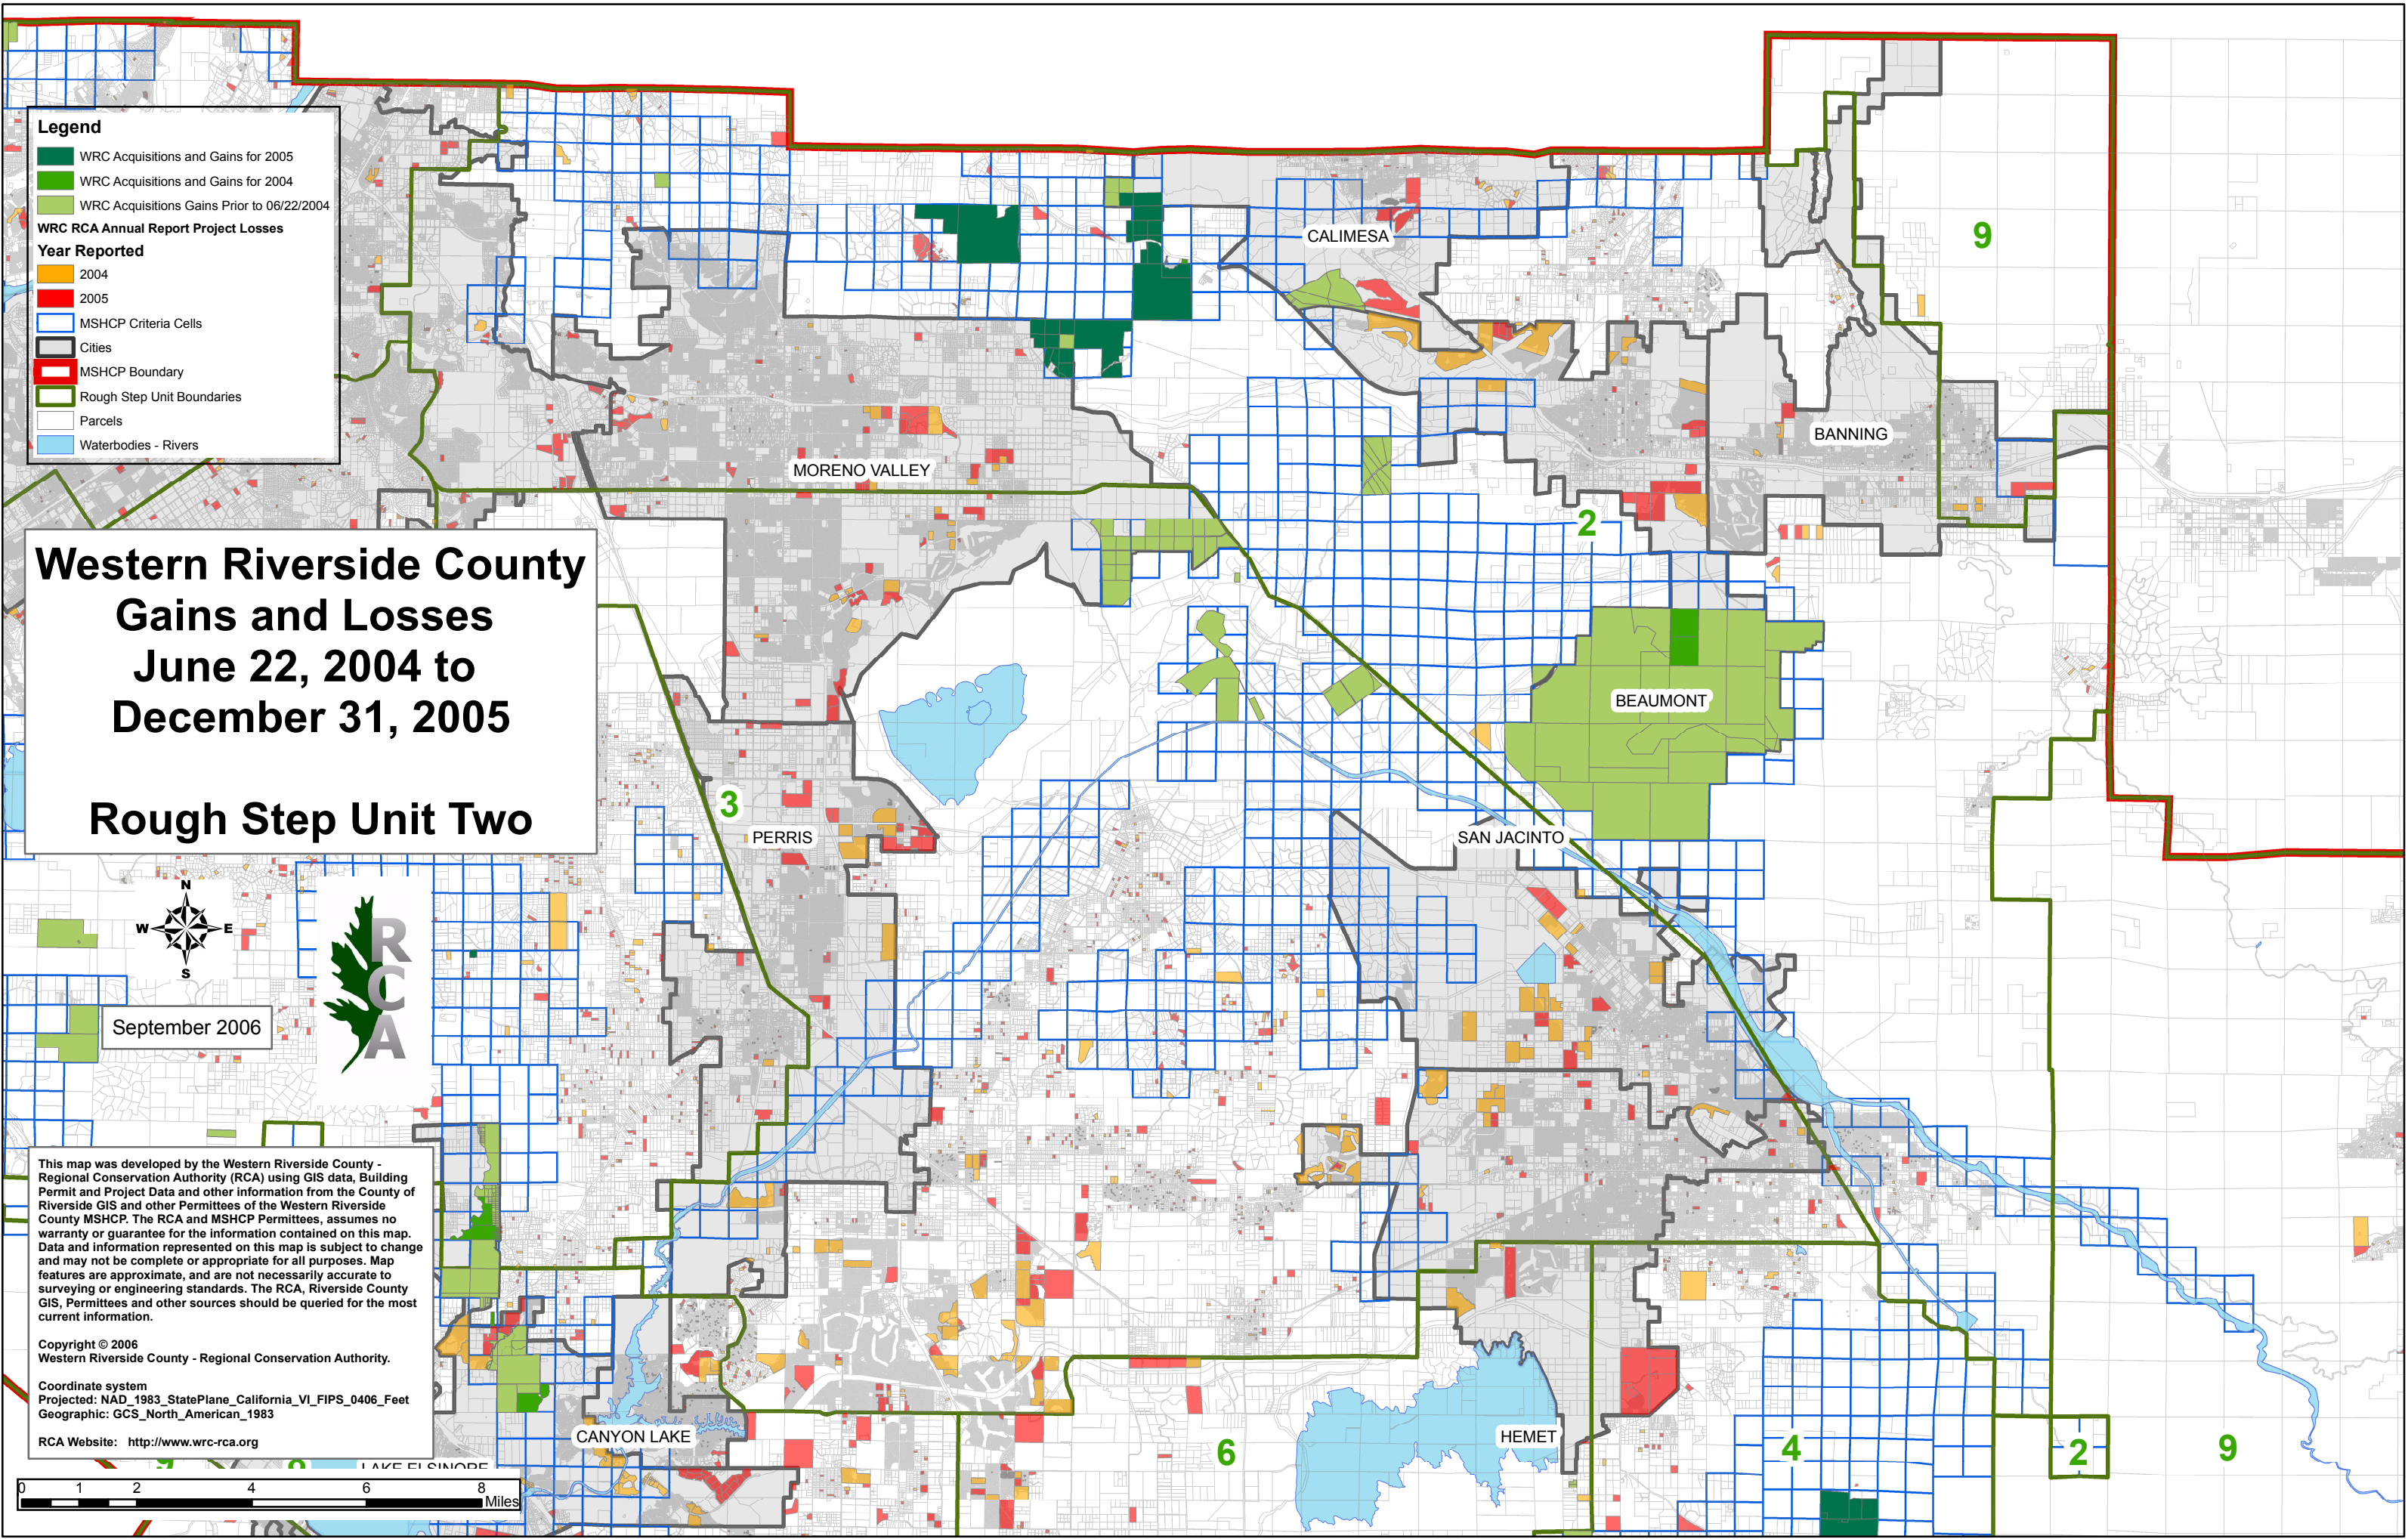 Legend
WRC Acquisitions and Gains for 2005
WRC Acquisitions and Gains for 2004
WRC Acquisitions Gains Prior to 06/22/2004
WRC RCA Annual Report Project Losses
Year Reported
2004
2005
MSHCP Criteria Cells
Cities
MSHCP Boundary
Rough Step Unit Boundaries
Parcels
Waterbodies - Rivers
Western Riverside County
Gains and Losses
June 22, 2004 to
December 31, 2005
Rough Step Unit Two
N
W E
S
RCA
September 2006
This map was developed by the Western Riverside County -
Regional Conservation Authority (RCA) using GIS data, Building
Permit and Project Data and other information from the County of
Riverside GIS and other Permittees of the Western Riverside
County MSHCP. The RCA and MSHCP Permittees, assumes no
warranty or guarantee for the information contained on this map.
Data and information represented on this map is subject to change
and may not be complete or appropriate for all purposes. Map
features are approximate, and are not necessarily accurate to
surveying or engineering standards. The RCA, Riverside County
GIS, Permittees and other sources should be queried for the most
current information.
Copyright © 2006
Western Riverside County - Regional Conservation Authority.
Coordinate system
Projected: NAD_1983_StatePlane_California_VI_FIPS_0406_Feet
Geographic: GCS_North_American_1983
RCA Website: http://www.wrc-rca.org
0 1 2 4 6 8
Miles
CALIMESA
9
BANNING
MORENO VALLEY
2
BEAUMONT
3
PERRIS
SAN JACINTO
CANYON LAKE
HEMET
6
4
2
9
LAKE ELSINORE